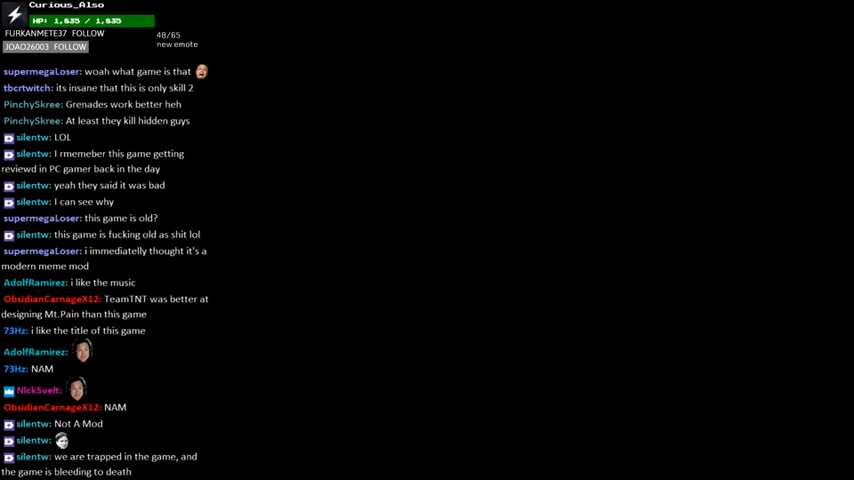 Curious_Also
HP: 1,835 / 1,835
FURKANMETE37 FOLLOW
JOAO26003 FOLLOW
48/65
new emote
supermegaLoser: woah what game is that
tbcrtwitch: its insane that this is only skill 2
PinchySkree: Grenades work better heh
PinchySkree: At least they kill hidden guys
silentw: LOL
silentw: I rmemeber this game getting
reviewd in PC gamer back in the day
silentw: yeah they said it was bad
silentw: I can see why
supermegaLoser: this game is old?
silentw: this game is fucking old as shit lol
supermegaLoser: i immediatelly thought it's a
modern meme mod
AdolfRamirez: i like the music
ObsidianCarnageX12: TeamTNT was better at
designing Mt.Pain than this game
73Hz: i like the title of this game
AdolfRamirez:
73Hz: NAM
NIckSvelt:
ObsidianCarnageX12: NAM
silentw: Not A Mod
silentw:
silentw: we are trapped in the game, and
the game is bleeding to death